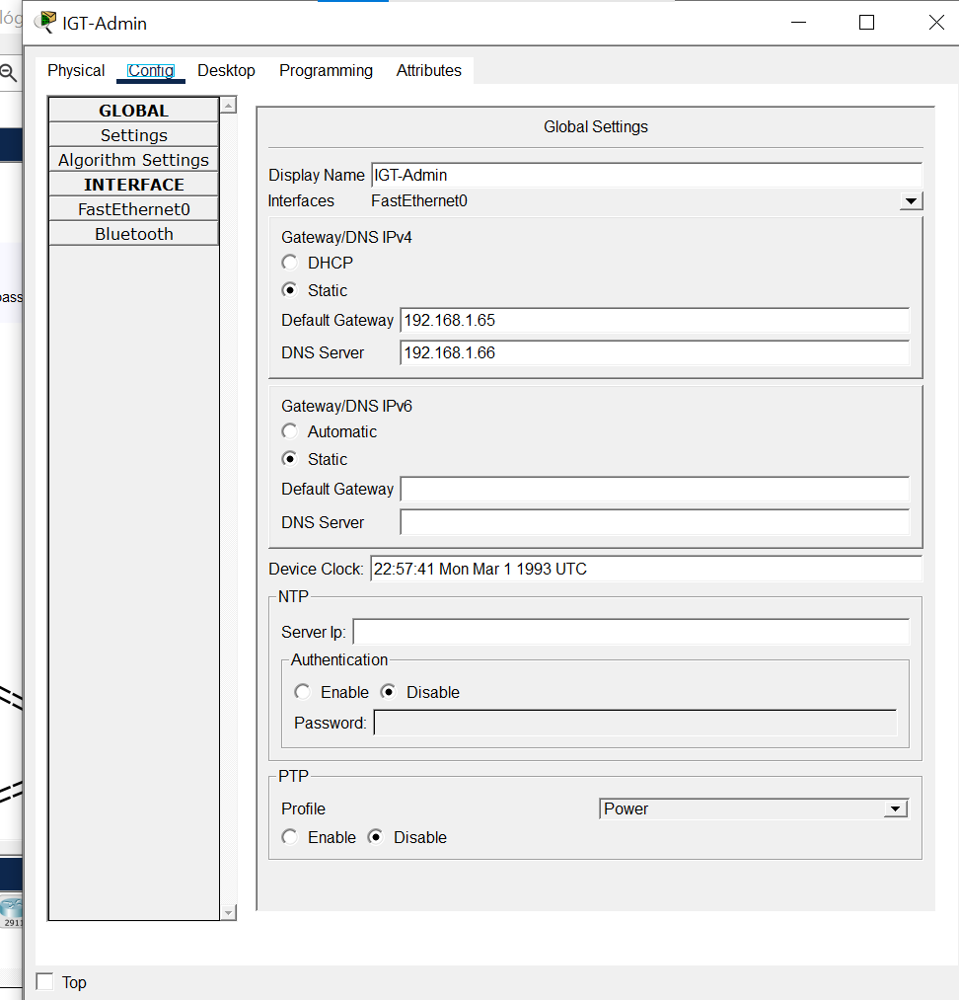 lóg
IGT-Admin
Physical Config Desktop Programming Attributes
GLOBAL
Settings
Algorithm Settings
INTERFACE
FastEthernet0
Bluetooth
pass
2911
Global Settings
Display Name IGT-Admin
Interfaces FastEthernet0
Gateway/DNS IPv4
DHCP
Static
Default Gateway 192.168.1.65
DNS Server 192.168.1.66
Gateway/DNS IPv6
Automatic
Static
Default Gateway
DNS Server
Device Clock: 22:57:41 Mon Mar 1 1993 UTC
NTP
Server Ip:
Authentication
Enable Disable
Password:
PTP
Profile Power
Enable Disable
Top